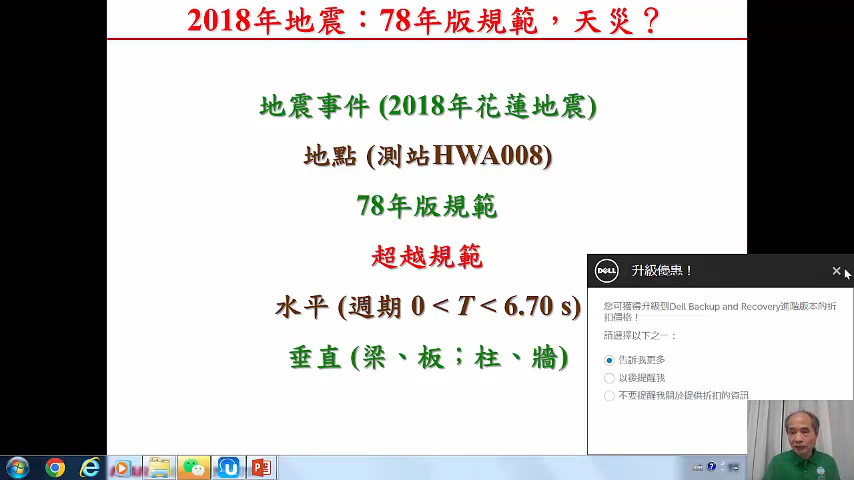 2018年地震：78年版規範，天災？
地震事件 (2018年花蓮地震)
地點 (測站HWA008)
78年版規範
超越規範
水平 (週期 0 < T < 6.70 s)
垂直 (梁、板；柱、牆)
DELL 升級優惠！
您可獲得升級到Dell Backup and Recovery進階版本的折
扣價格！
請選擇以下之一：
告訴我更多
以後提醒我
不要提醒我關於提供折扣的資訊